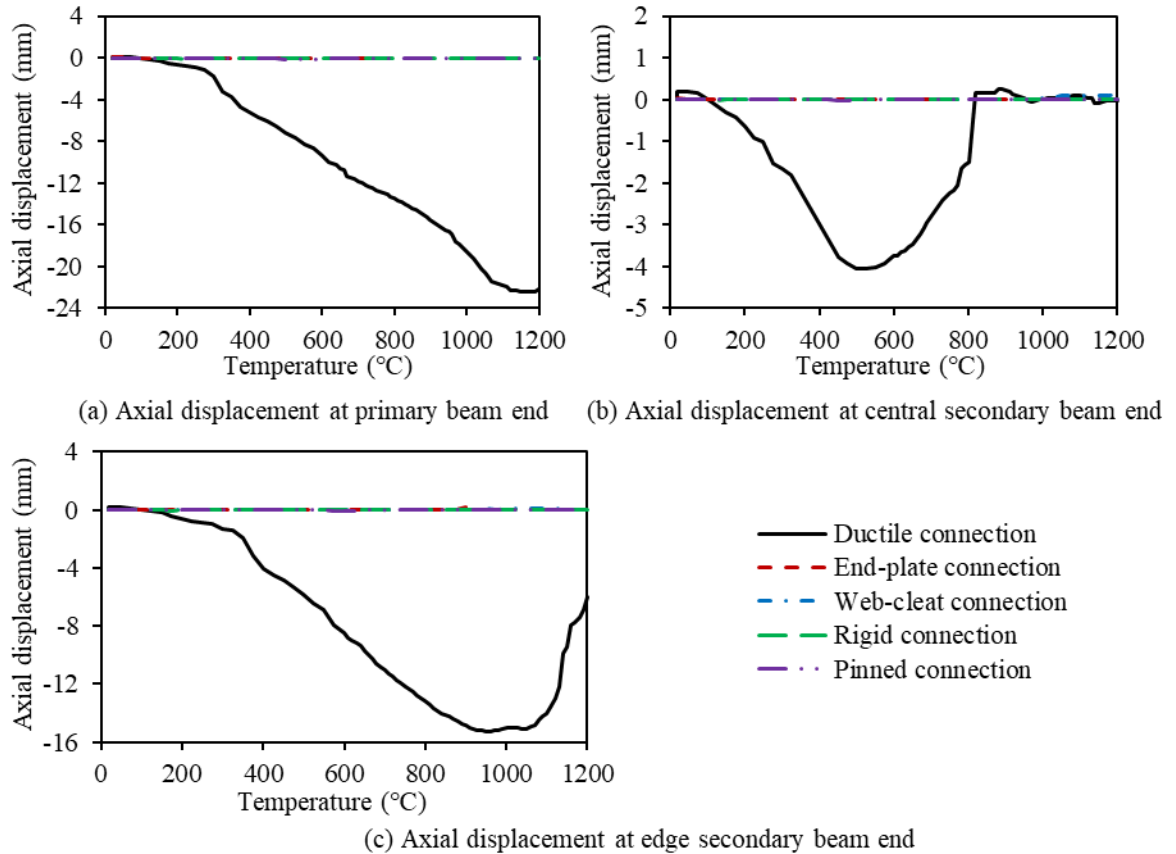 Axial displacement (mm)
4
0
-4
-8
-12
-16
-20
-24
0 200 400 600 800 1000 1200
Temperature (°C)
(a) Axial displacement at primary beam end
Axial displacement (mm)
2
1
0
-1
-2
-3
-4
-5
0 200 400 600 800 1000 1200
Temperature (°C)
(b) Axial displacement at central secondary beam end
Axial displacement (mm)
4
0
-4
-8
-12
-16
0 200 400 600 800 1000 1200
Temperature (°C)
Ductile connection
End-plate connection
Web-cleat connection
Rigid connection
Pinned connection
(c) Axial displacement at edge secondary beam end